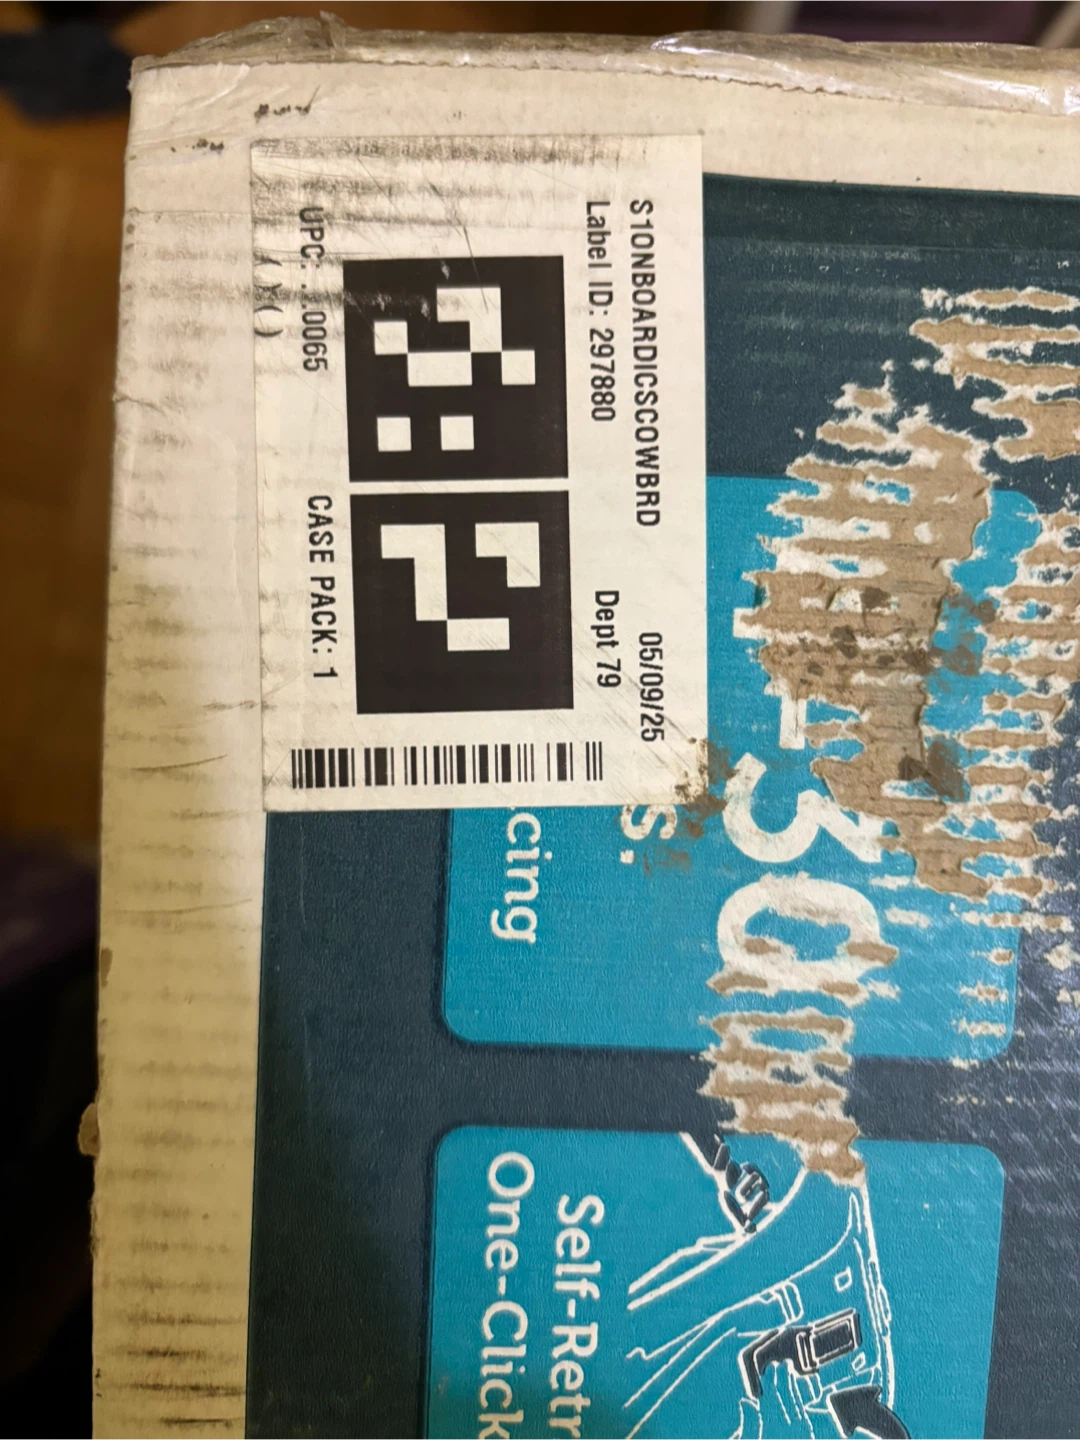 S1ONBOARDICSCOWBRD 05/09/25
Label ID: 297880 Dept 79
UPC: ..0065 CASE PACK: 1
s.
cing
Self-Retr
One-Click